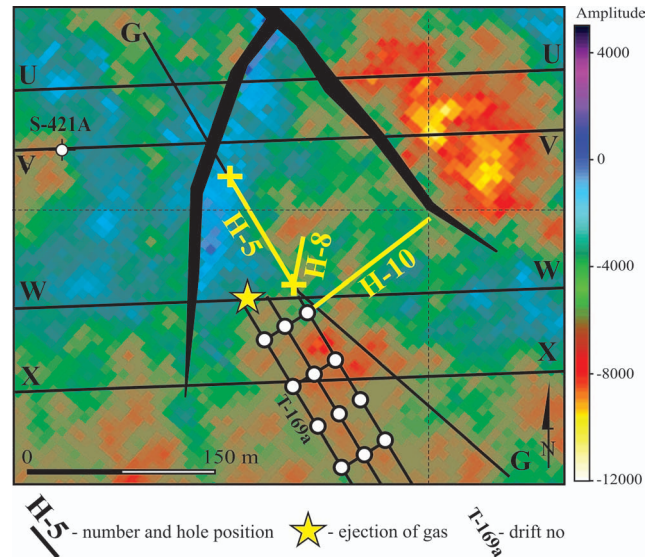 Amplitude
G
U
U
4000
S-421A
V
V
0
H-5
H-8
H-10
-4000
W
W
X
X
-8000
T-169a
0
150 m
N
G
-12000
H-5 - number and hole position
- ejection of gas
T-169a - drift no